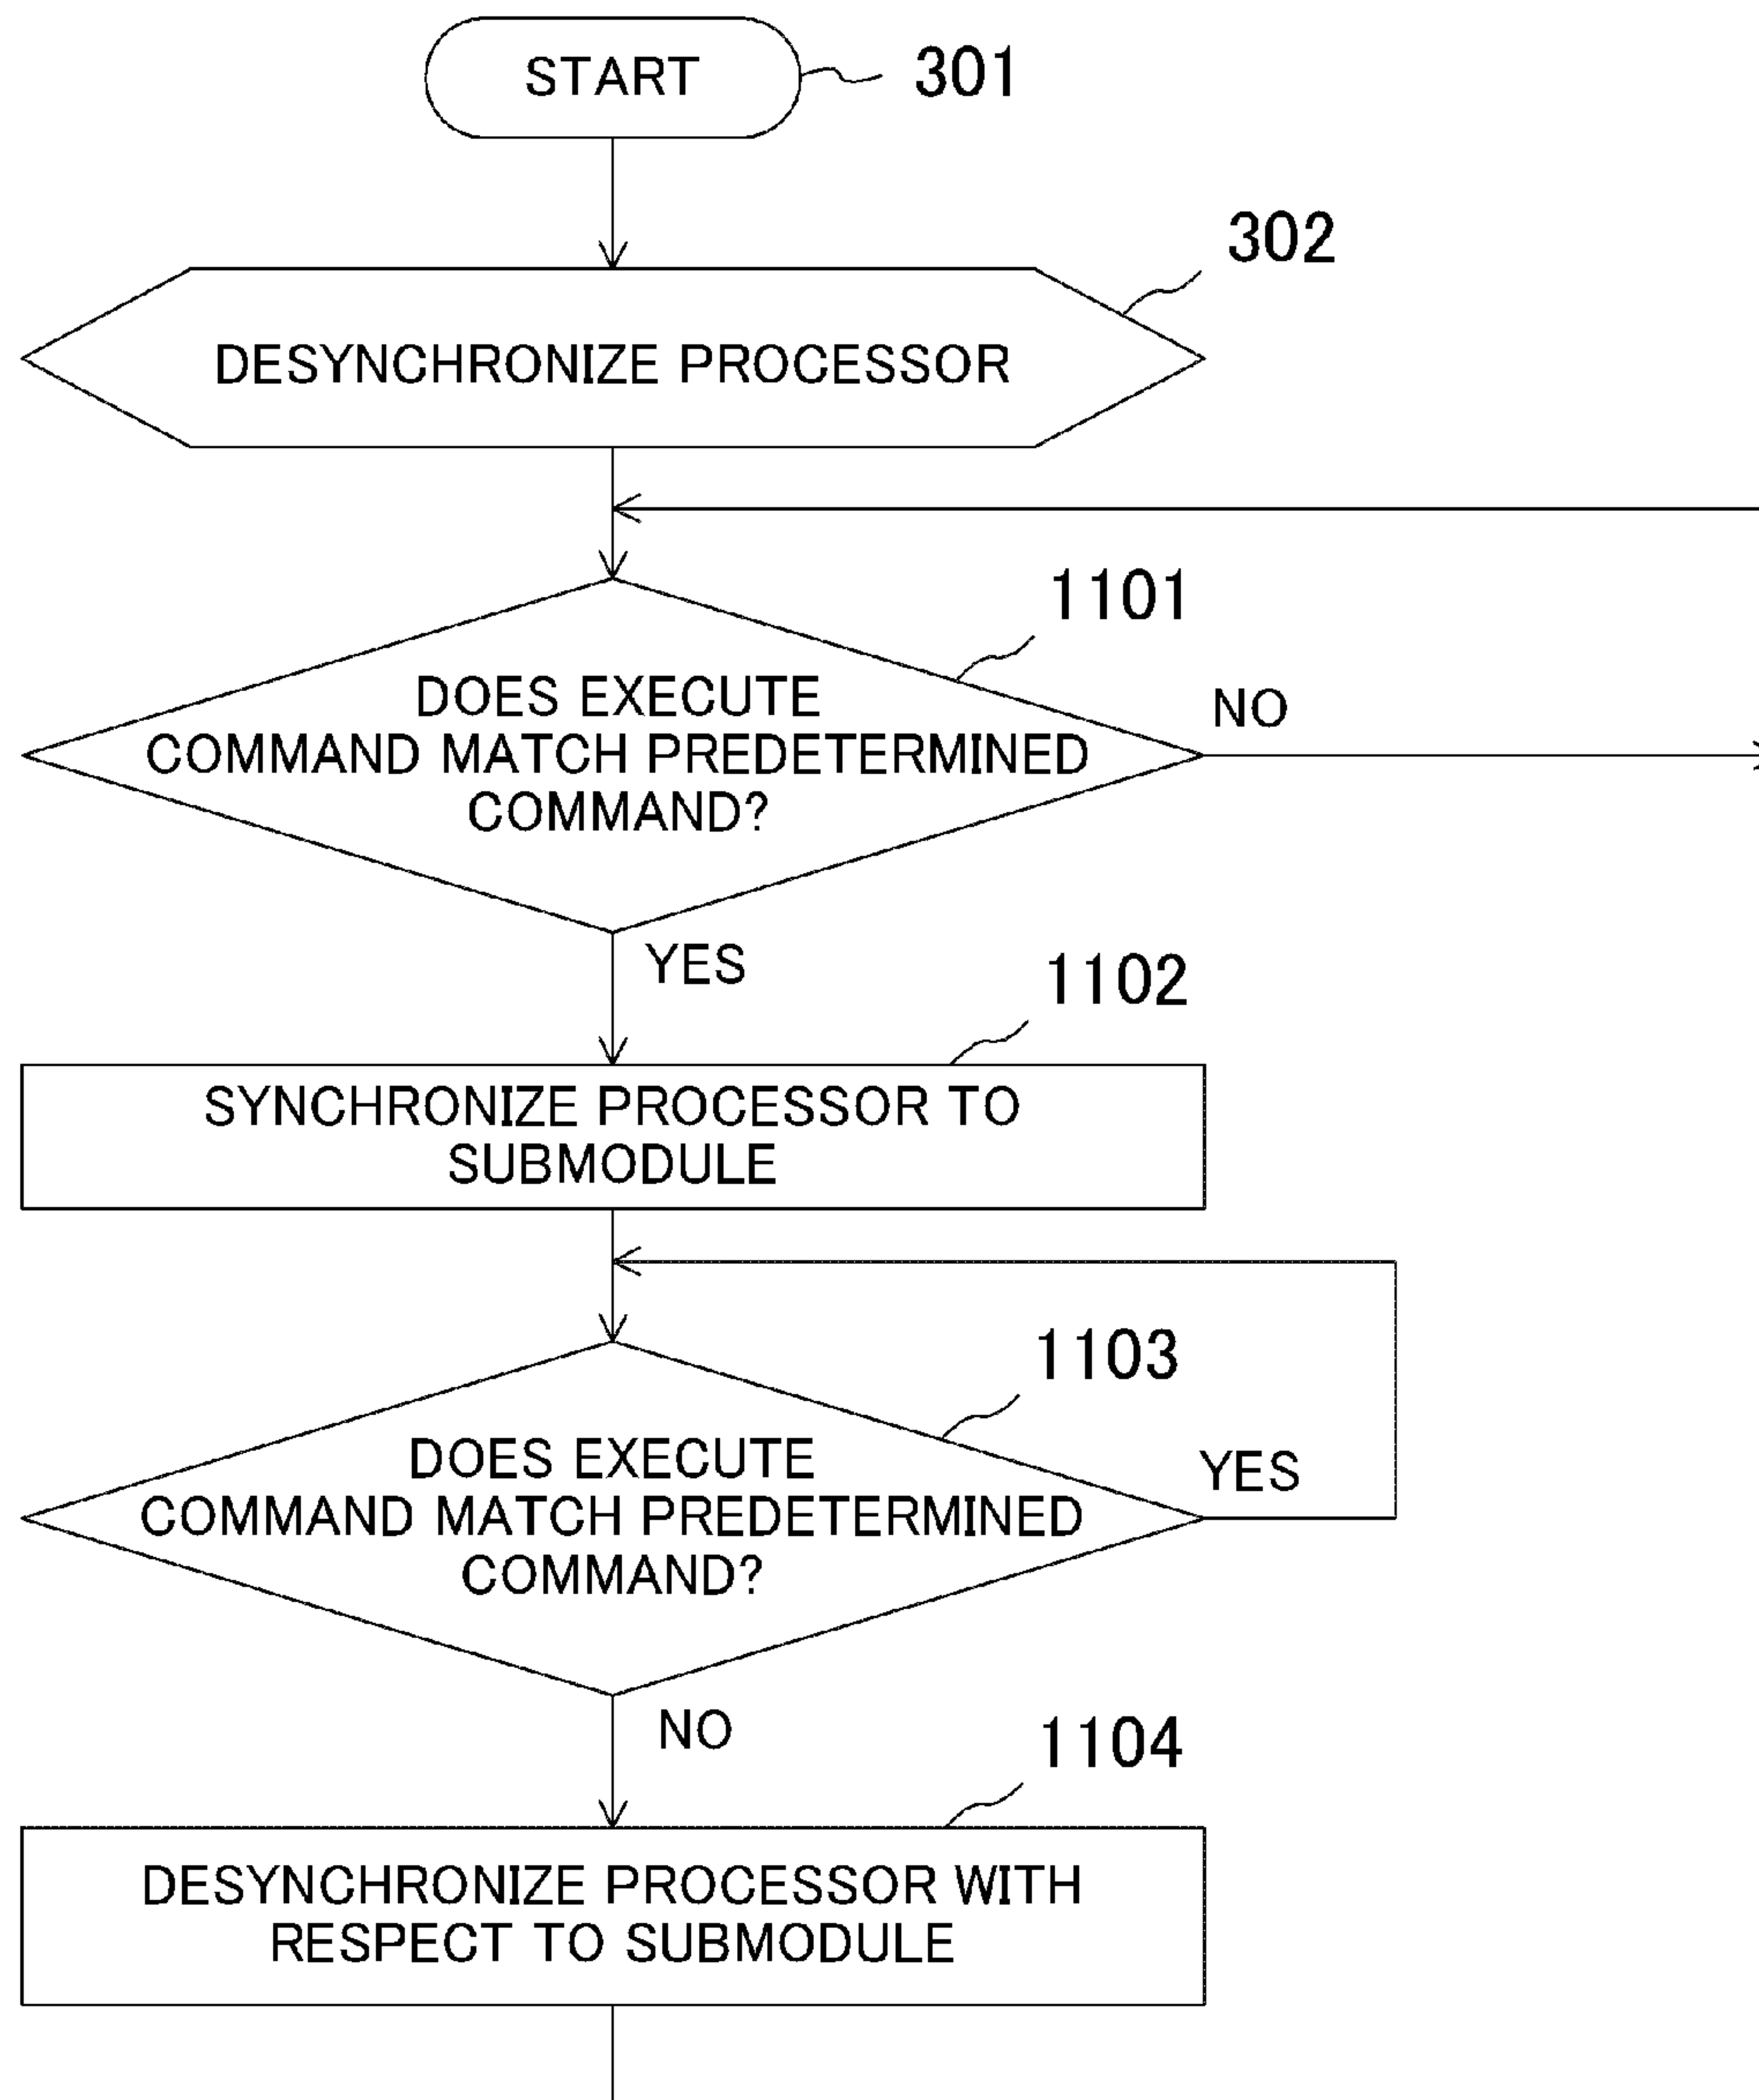 START
301
302
DESYNCHRONIZE PROCESSOR
1101
DOES EXECUTE
COMMAND MATCH PREDETERMINED
COMMAND?
NO
YES
1102
SYNCHRONIZE PROCESSOR TO
SUBMODULE
1103
DOES EXECUTE
COMMAND MATCH PREDETERMINED
COMMAND?
YES
NO
1104
DESYNCHRONIZE PROCESSOR WITH
RESPECT TO SUBMODULE